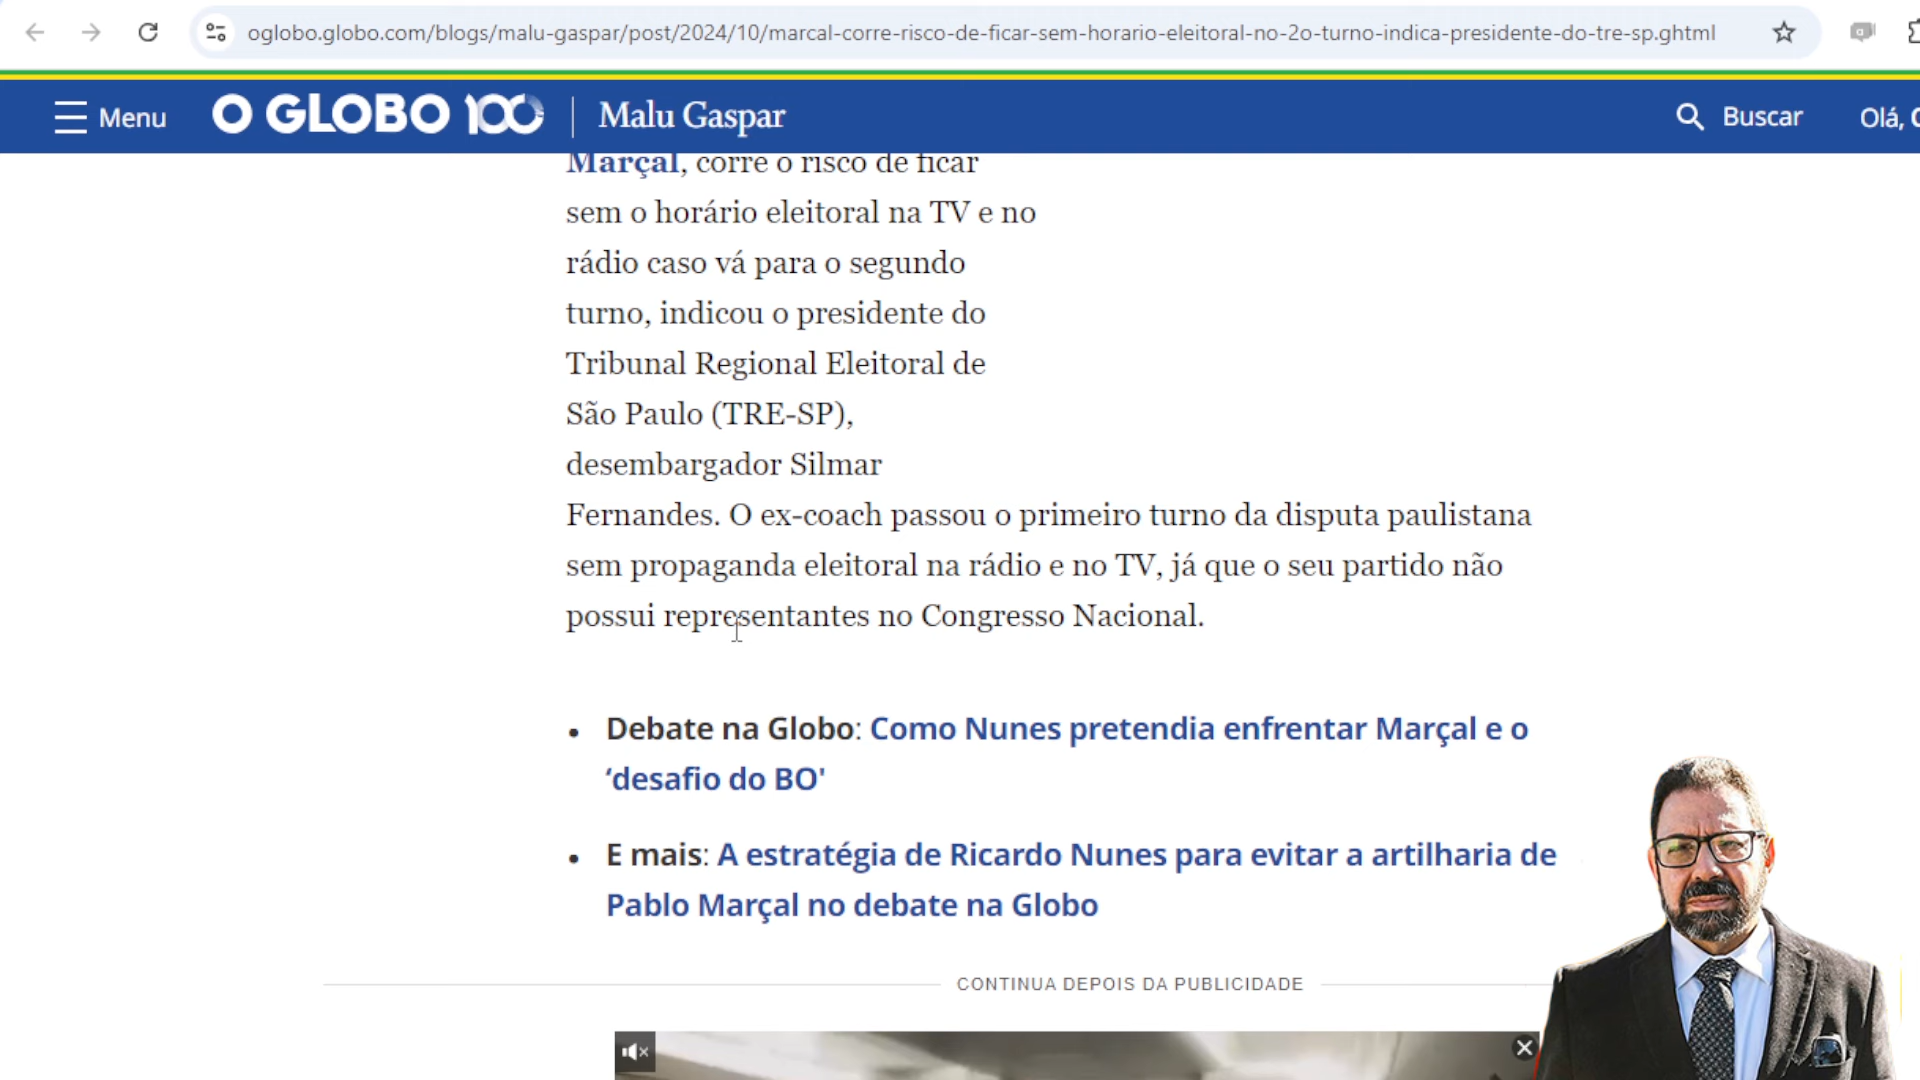 oglobo.globo.com/blogs/malu-gaspar/post/2024/10/marcal-corre-risco-de-ficar-sem-horario-eleitoral-no-2o-turno-indica-presidente-do-tre-sp.ghtml
Menu O GLOBO 100 | Malu Gaspar Buscar Olá,
Marçal, corre o risco de ficar
sem o horário eleitoral na TV e no
rádio caso vá para o segundo
turno, indicou o presidente do
Tribunal Regional Eleitoral de
São Paulo (TRE-SP),
desembargador Silmar
Fernandes. O ex-coach passou o primeiro turno da disputa paulistana
sem propaganda eleitoral na rádio e no TV, já que o seu partido não
possui representantes no Congresso Nacional.
• Debate na Globo: Como Nunes pretendia enfrentar Marçal e o
‘desafio do BO'
• E mais: A estratégia de Ricardo Nunes para evitar a artilharia de
Pablo Marçal no debate na Globo
CONTINUA DEPOIS DA PUBLICIDADE